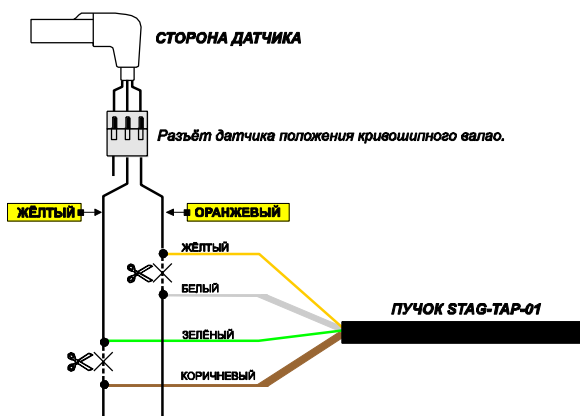 СТОРОНА ДАТЧИКА
Разъём датчика положения кривошипного валао.
ЖЁЛТЫЙ
ОРАНЖЕВЫЙ
ЖЁЛТЫЙ
БЕЛЫЙ
ПУЧОК STAG-TAP-01
ЗЕЛЁНЫЙ
КОРИЧНЕВЫЙ